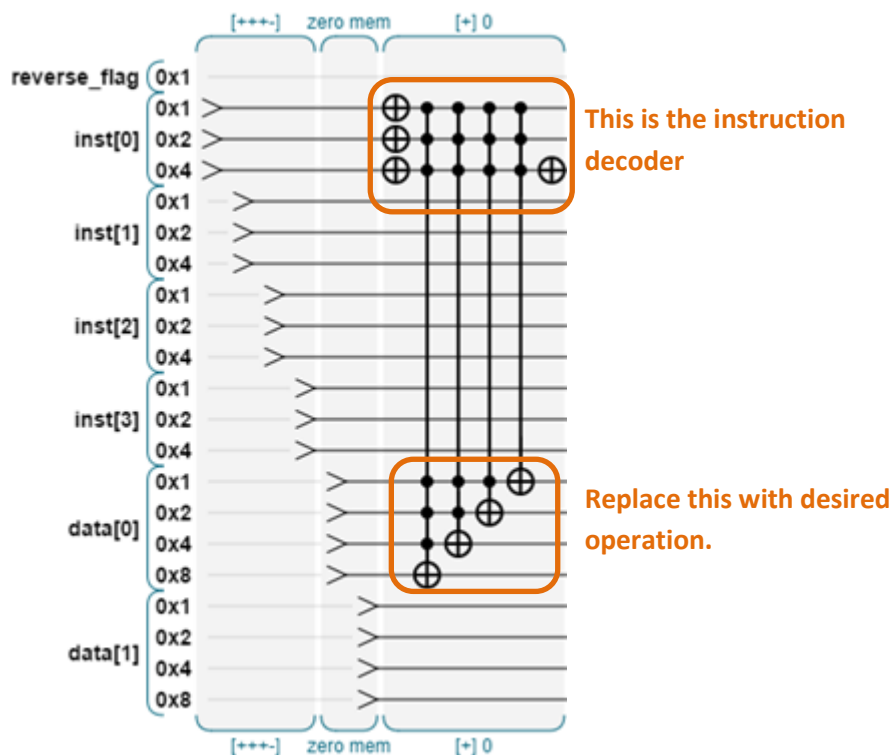 [+++-] zero mem [+] 0
reverse_flag 0x1
inst[0] 0x1
0x2
0x4
inst[1] 0x1
0x2
0x4
inst[2] 0x1
0x2
0x4
inst[3] 0x1
0x2
0x4
data[0] 0x1
0x2
0x4
0x8
data[1] 0x1
0x2
0x4
0x8
This is the instruction
decoder
Replace this with desired
operation.
[+++-] zero mem [+] 0